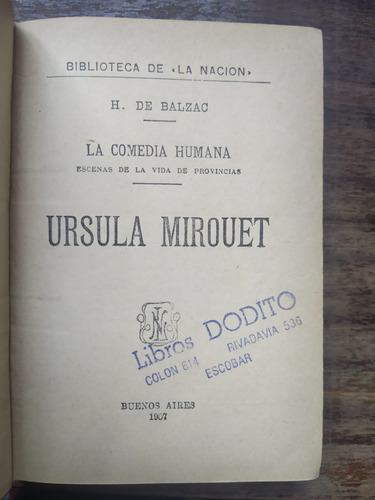 BIBLIOTECA DE «LA NACION»
H. DE BALZAC
LA COMEDIA HUMANA
ESCENAS DE LA VIDA DE PROVINCIAS
URSULA MIROUET
LN
Libros DODITO
COLON 614 RIVADAVIA 536
ESCOBAR
BUENOS AIRES
1907